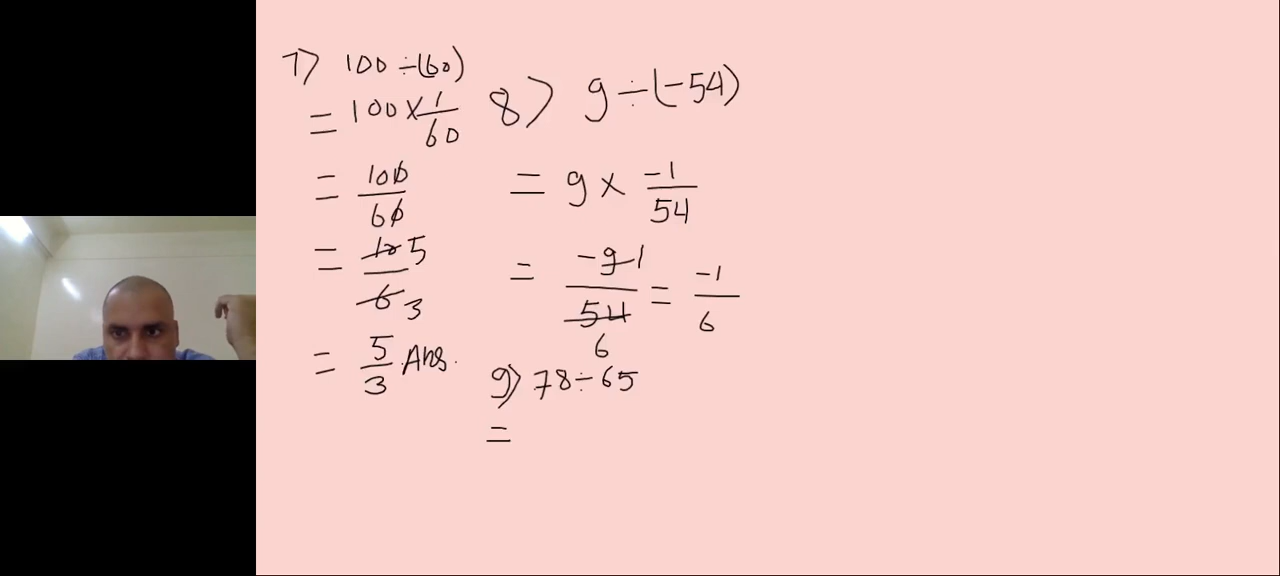 7) 100 ÷ (60)
= 100 × 1/60
= 100/60
= 10 5/6 3
= 5/3 Ans.
8) 9 ÷ (-54)
= 9 × -1/54
= -9 1/54 6 = -1/6
9) 78 ÷ 65
=